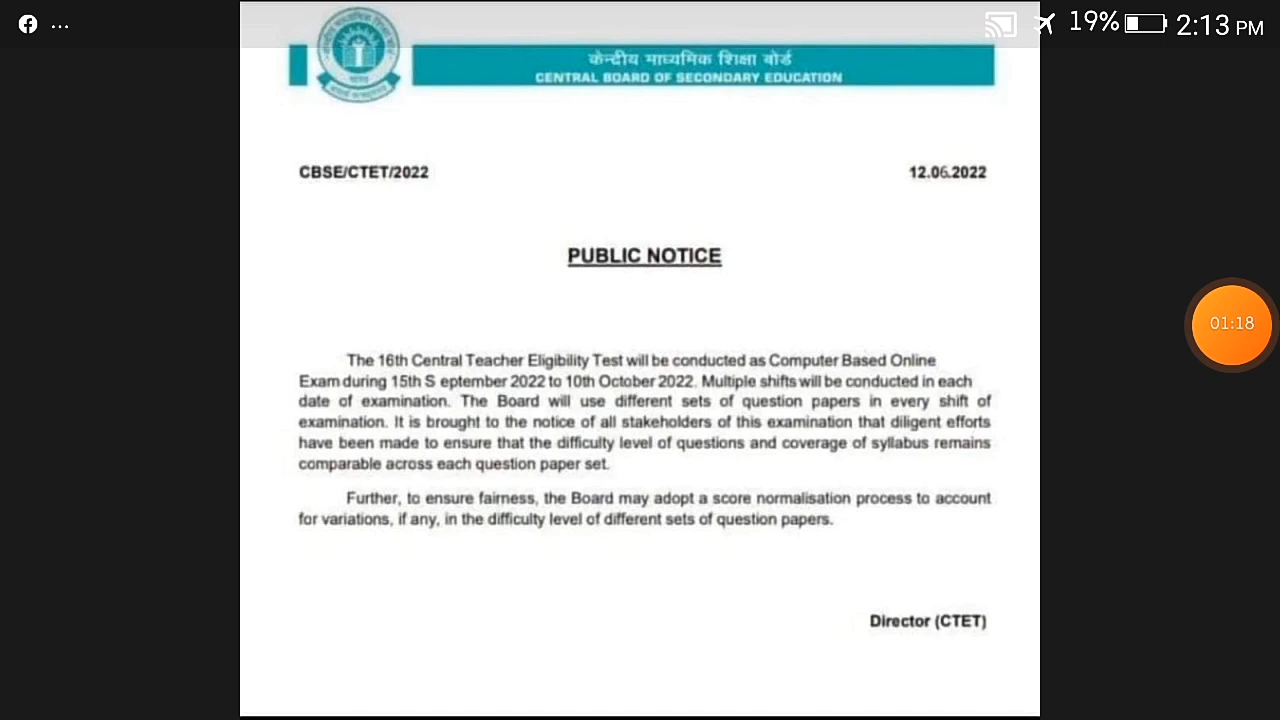 ... 19% 2:13 PM
केन्द्रीय माध्यमिक शिक्षा बोर्ड
CENTRAL BOARD OF SECONDARY EDUCATION
भारत
CBSE/CTET/2022 12.06.2022
PUBLIC NOTICE
01:18
The 16th Central Teacher Eligibility Test will be conducted as Computer Based Online
Exam during 15th S eptember 2022 to 10th October 2022. Multiple shifts will be conducted in each
date of examination. The Board will use different sets of question papers in every shift of
examination. It is brought to the notice of all stakeholders of this examination that diligent efforts
have been made to ensure that the difficulty level of questions and coverage of syllabus remains
comparable across each question paper set.
Further, to ensure fairness, the Board may adopt a score normalisation process to account
for variations, if any, in the difficulty level of different sets of question papers.
Director (CTET)